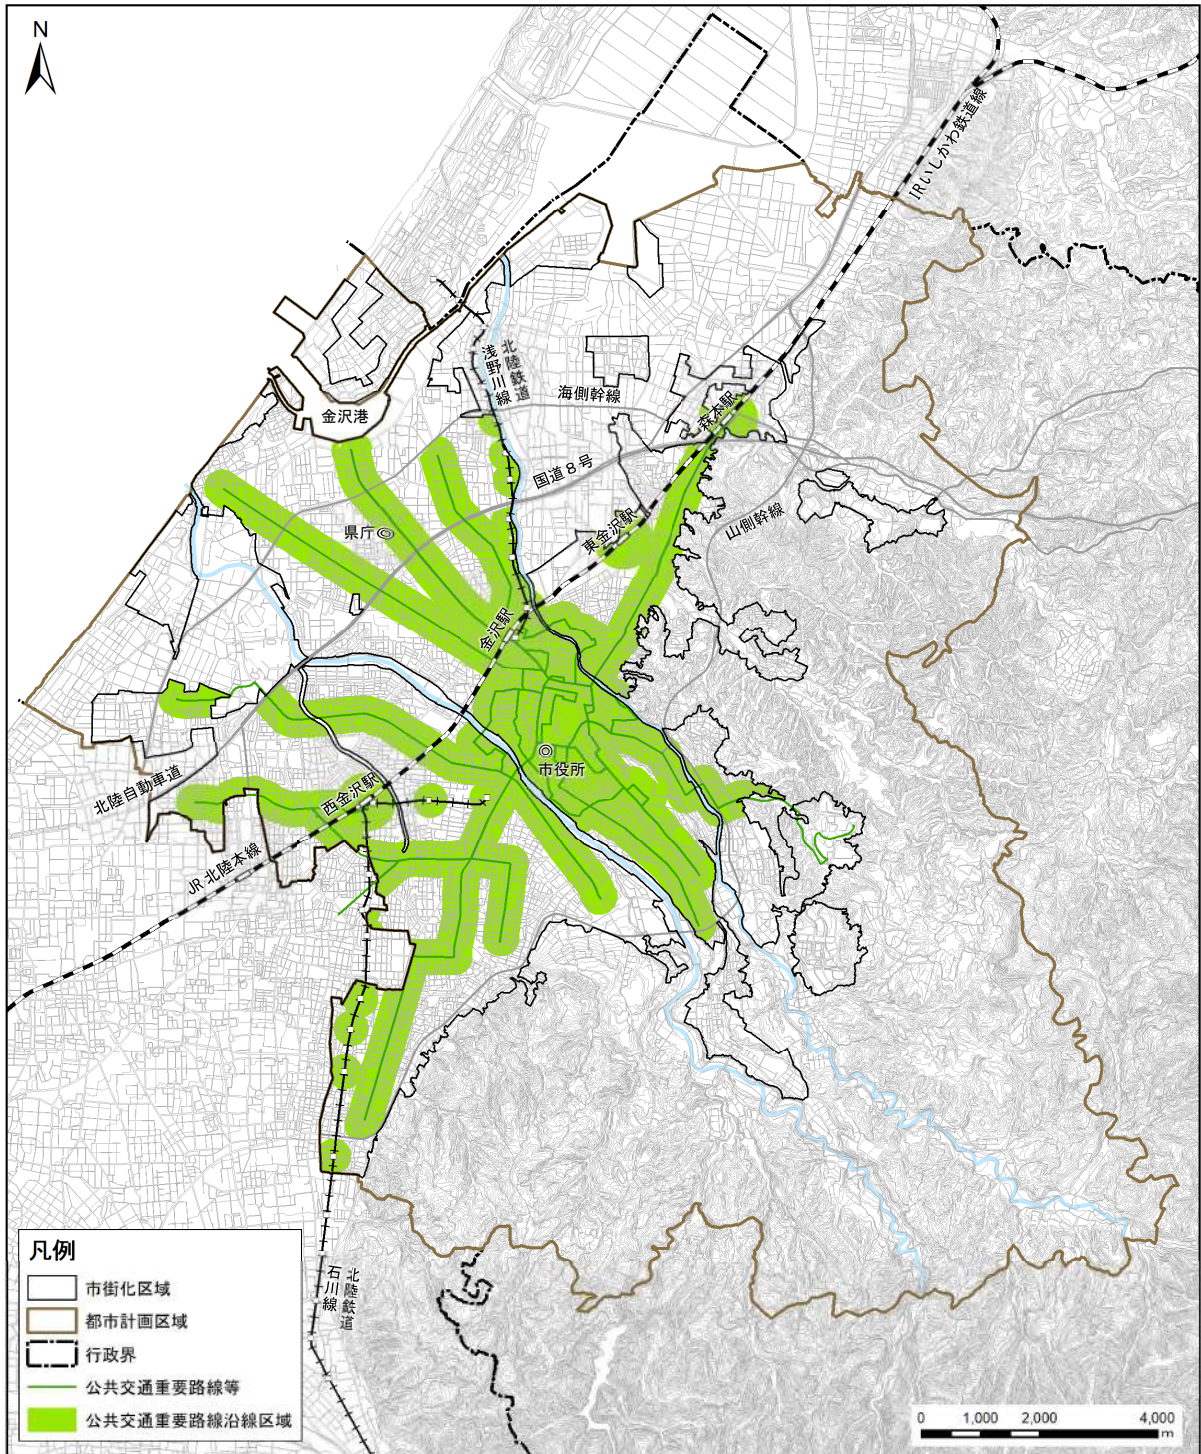 N
IRいしかわ鉄道線
北陸鉄道
浅野川線
海側幹線
金沢港
森本駅
国道8号
県庁
東金沢駅
山側幹線
金沢駅
市役所
北陸自動車道
西金沢駅
JR北陸本線
北陸鉄道
石川線
凡例
市街化区域
都市計画区域
行政界
公共交通重要路線等
公共交通重要路線沿線区域
0 1,000 2,000 4,000
m